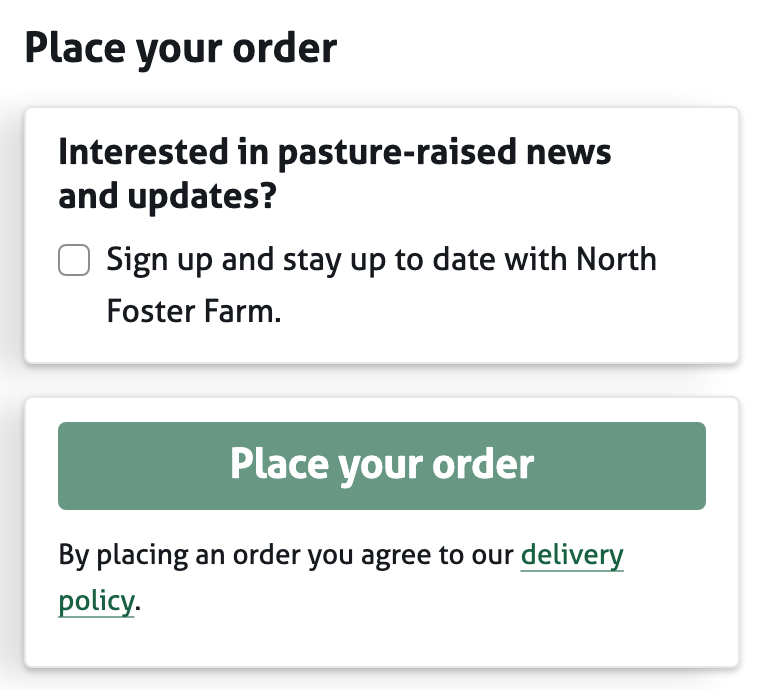 Place your order
Interested in pasture-raised news
and updates?
Sign up and stay up to date with North
Foster Farm.
Place your order
By placing an order you agree to our delivery
policy.